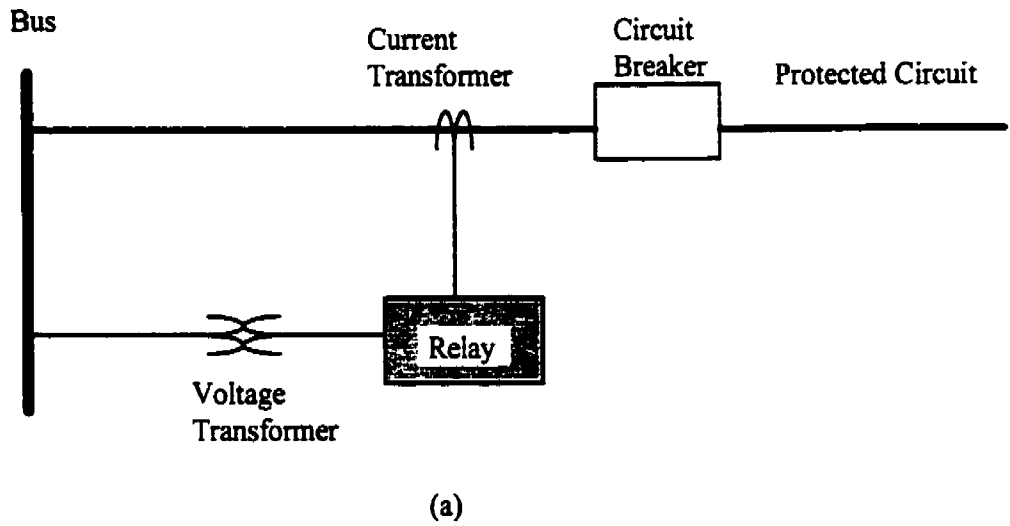 Bus
Current
Transformer
Circuit
Breaker
Protected Circuit
Relay
Voltage
Transformer
(a)